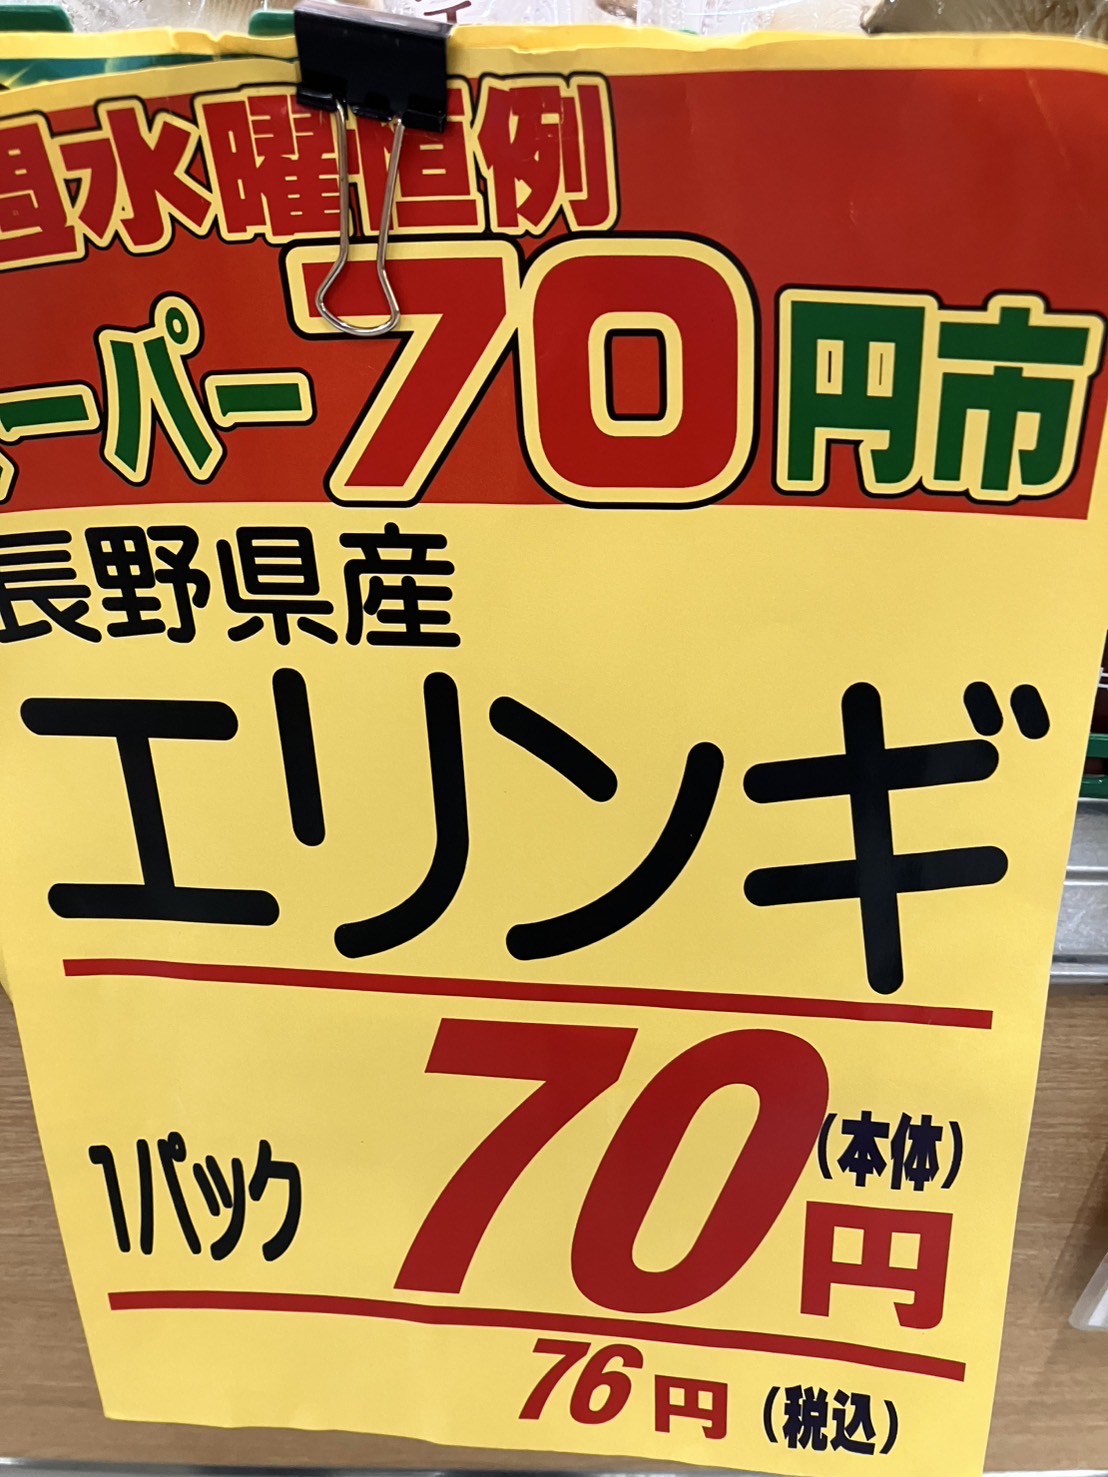 週水曜恒例
スーパー70円市
長野県産
エリンギ
1パック
70円
(本体)
76円(税込)